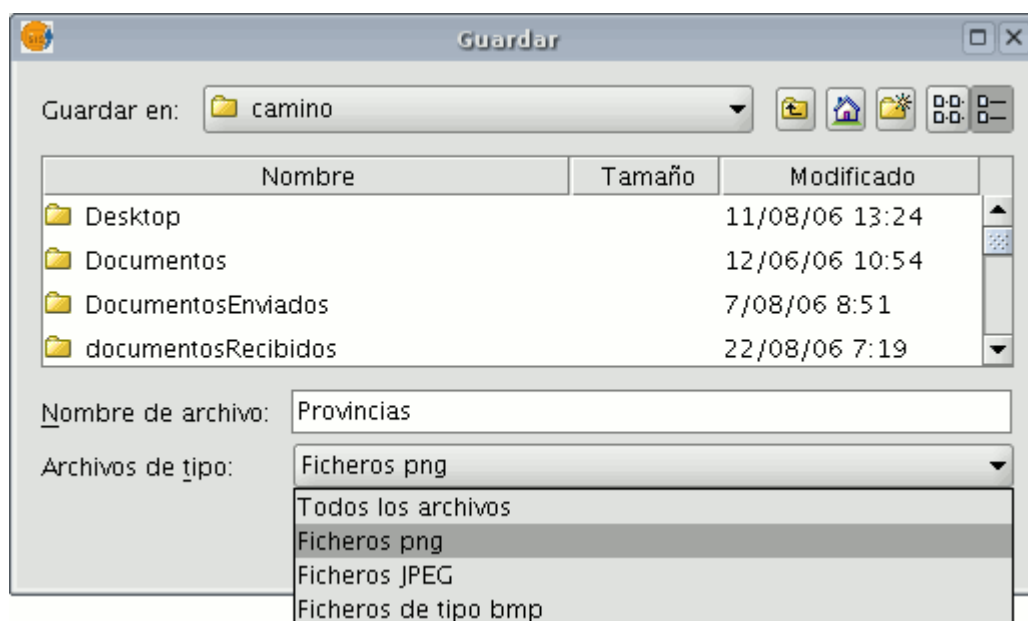 Guardar
Guardar en: camino
Nombre Tamaño Modificado
Desktop 11/08/06 13:24
Documentos 12/06/06 10:54
DocumentosEnviados 7/08/06 8:51
documentosRecibidos 22/08/06 7:19
Nombre de archivo: Provincias
Archivos de tipo: Ficheros png
Todos los archivos
Ficheros png
Ficheros JPEG
Ficheros de tipo bmp